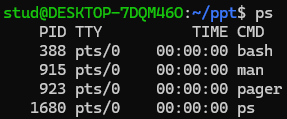 stud@DESKTOP-7DQM46O:~/ppt$ ps
    PID TTY          TIME CMD
    388 pts/0    00:00:00 bash
    915 pts/0    00:00:00 man
    923 pts/0    00:00:00 pager
   1680 pts/0    00:00:00 ps